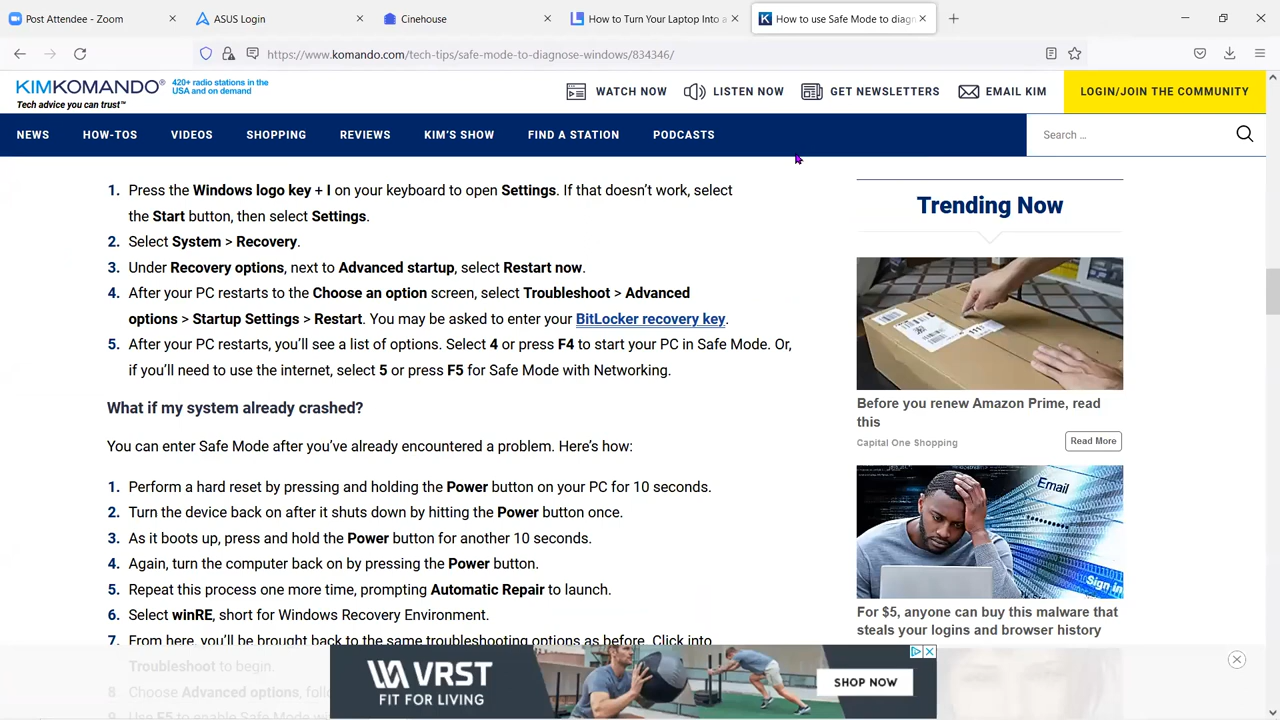 Post Attendee - Zoom
ASUS Login
Cinehouse
How to Turn Your Laptop Into a
How to use Safe Mode to diagn
https://www.komando.com/tech-tips/safe-mode-to-diagnose-windows/834346/
KIMKOMANDO® 420+ radio stations in the
USA and on demand
Tech advice you can trust™
WATCH NOW
LISTEN NOW
GET NEWSLETTERS
EMAIL KIM
LOGIN/JOIN THE COMMUNITY
NEWS
HOW-TOS
VIDEOS
SHOPPING
REVIEWS
KIM'S SHOW
FIND A STATION
PODCASTS
Search ...
1. Press the Windows logo key + I on your keyboard to open Settings. If that doesn't work, select
the Start button, then select Settings.
2. Select System > Recovery.
3. Under Recovery options, next to Advanced startup, select Restart now.
4. After your PC restarts to the Choose an option screen, select Troubleshoot > Advanced
options > Startup Settings > Restart. You may be asked to enter your BitLocker recovery key.
5. After your PC restarts, you'll see a list of options. Select 4 or press F4 to start your PC in Safe Mode. Or,
if you'll need to use the internet, select 5 or press F5 for Safe Mode with Networking.
What if my system already crashed?
You can enter Safe Mode after you've already encountered a problem. Here's how:
1. Perform a hard reset by pressing and holding the Power button on your PC for 10 seconds.
2. Turn the device back on after it shuts down by hitting the Power button once.
3. As it boots up, press and hold the Power button for another 10 seconds.
4. Again, turn the computer back on by pressing the Power button.
5. Repeat this process one more time, prompting Automatic Repair to launch.
6. Select winRE, short for Windows Recovery Environment.
7. From here, you'll be brought back to the same troubleshooting options as before. Click into
Troubleshoot to begin.
8 Choose Advanced options, follo
9 Use F5 to enable Safe Mode wi
Trending Now
Before you renew Amazon Prime, read
this
Capital One Shopping
Read More
Email
Sign in
For $5, anyone can buy this malware that
steals your logins and browser history
VRST
FIT FOR LIVING
SHOP NOW